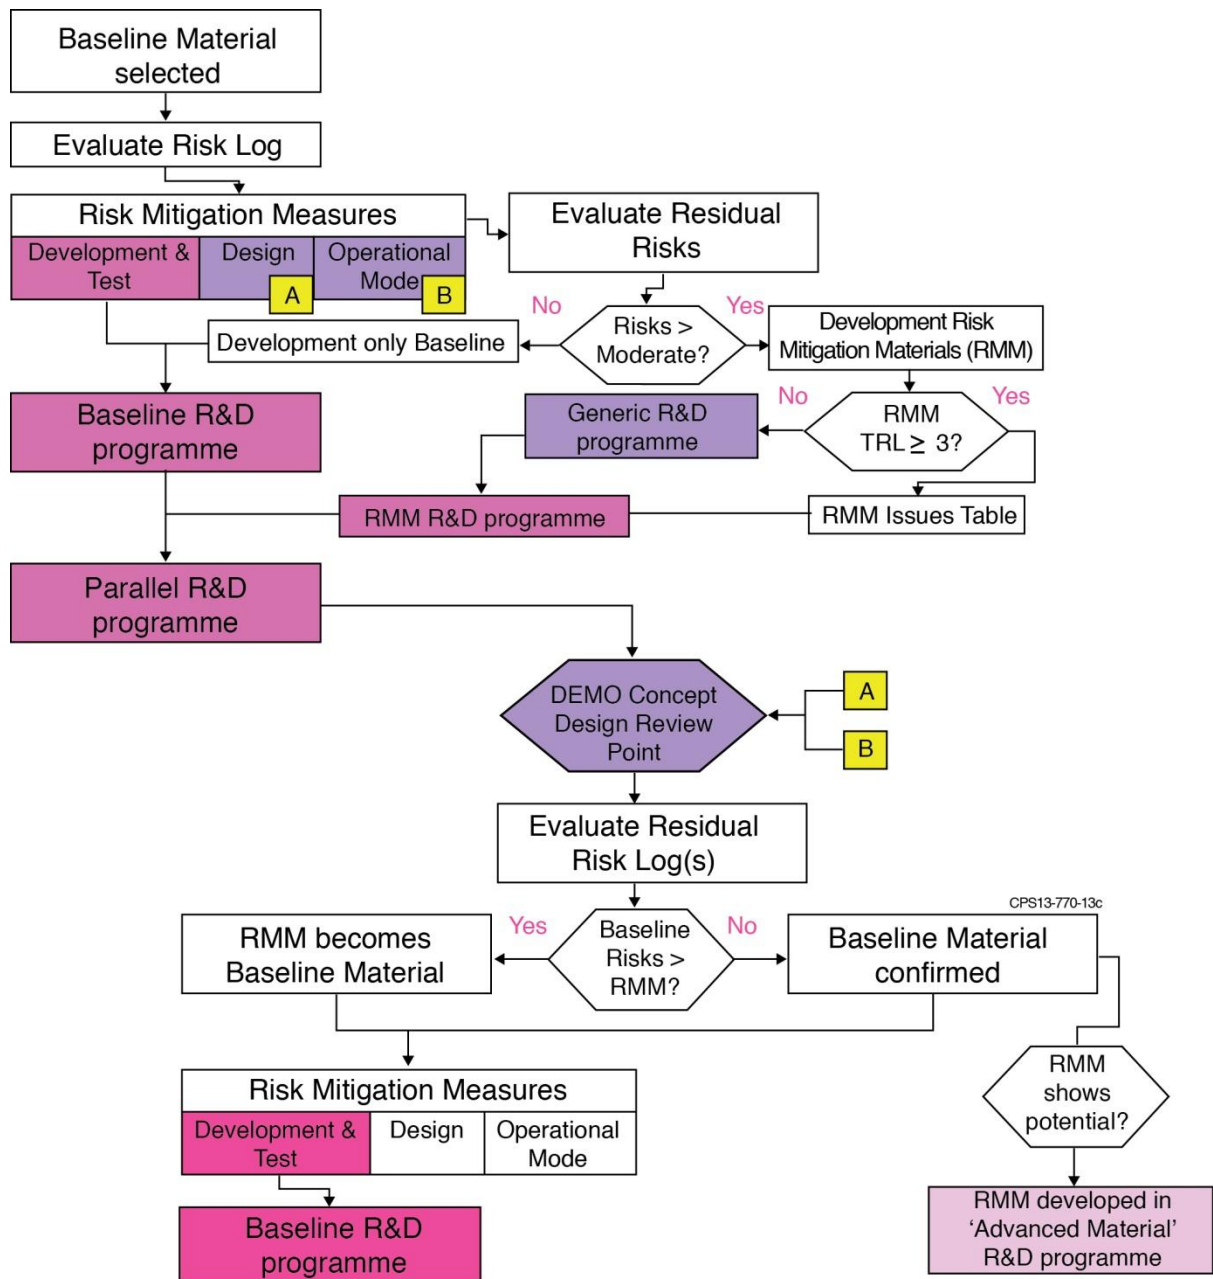 Baseline Material
selected
Evaluate Risk Log
Risk Mitigation Measures
Development &
Test
Design
A
Operational
Mode
B
Evaluate Residual
Risks
No
Yes
Risks >
Moderate?
Development only Baseline
Development Risk
Mitigation Materials (RMM)
No
Yes
RMM
TRL ≥ 3?
Generic R&D
programme
Baseline R&D
programme
RMM R&D programme
RMM Issues Table
Parallel R&D
programme
DEMO Concept
Design Review
Point
A
B
Evaluate Residual
Risk Log(s)
CPS13-770-13c
Yes
No
Baseline
Risks >
RMM?
RMM becomes
Baseline Material
Baseline Material
confirmed
RMM
shows
potential?
Risk Mitigation Measures
Development &
Test
Design
Operational
Mode
Baseline R&D
programme
RMM developed in
‘Advanced Material’
R&D programme